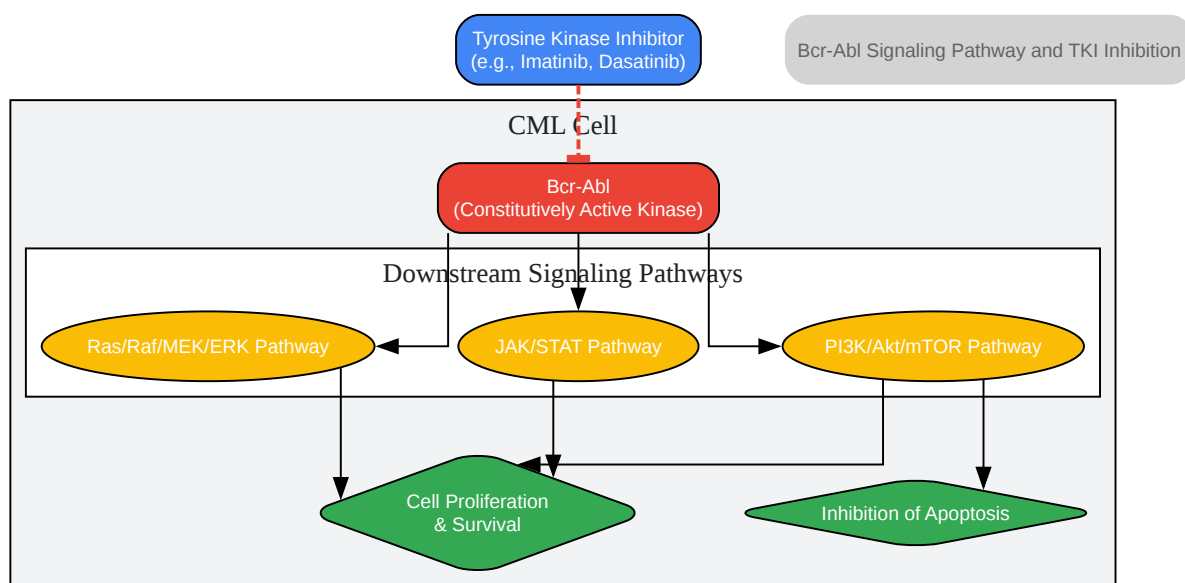 Tyrosine Kinase Inhibitor
(e.g., Imatinib, Dasatinib)
Bcr-Abl Signaling Pathway and TKI Inhibition
CML Cell
Bcr-Abl
(Constitutively Active Kinase)
Downstream Signaling Pathways
Ras/Raf/MEK/ERK Pathway
JAK/STAT Pathway
PI3K/Akt/mTOR Pathway
Cell Proliferation
& Survival
Inhibition of Apoptosis